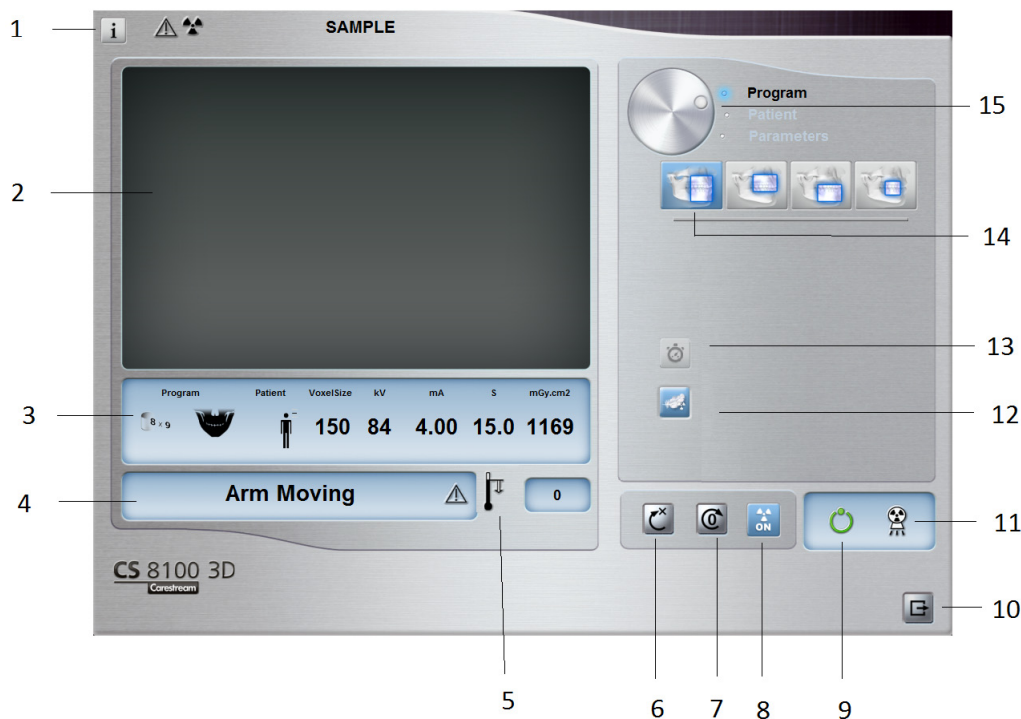 1
i
SAMPLE
Program
Patient
Parameters
15
2
14
13
12
Program Patient VoxelSize kV mA S mGy.cm2
3
8 x 9
150 84 4.00 15.0 1169
4
Arm Moving
0
0
ON
11
CS 8100 3D
Carestream
10
5
6
7
8
9